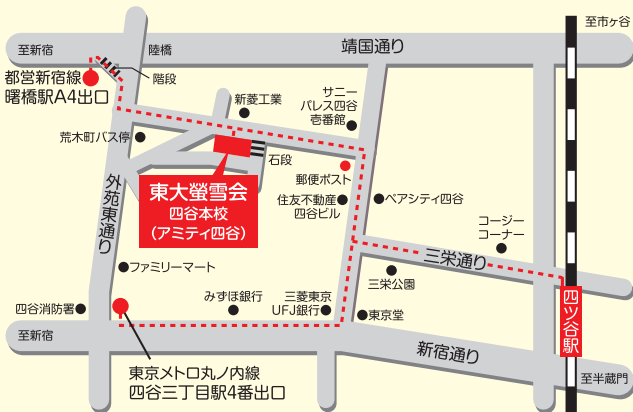 至市ヶ谷
至新宿
陸橋
靖国通り
都営新宿線
曙橋駅A4出口
階段
新菱工業
サニー
パレス四谷
壱番館
荒木町バス停
石段
郵便ポスト
東大螢雪会
四谷本校
（アミティ四谷）
外苑東通り
住友不動産
四谷ビル
ベアシティ四谷
コージー
コーナー
三栄通り
ファミリーマート
三栄公園
四谷消防署
みずほ銀行
三菱東京
UFJ銀行
東京堂
四ツ谷駅
至新宿
新宿通り
至半蔵門
東京メトロ丸ノ内線
四谷三丁目駅4番出口